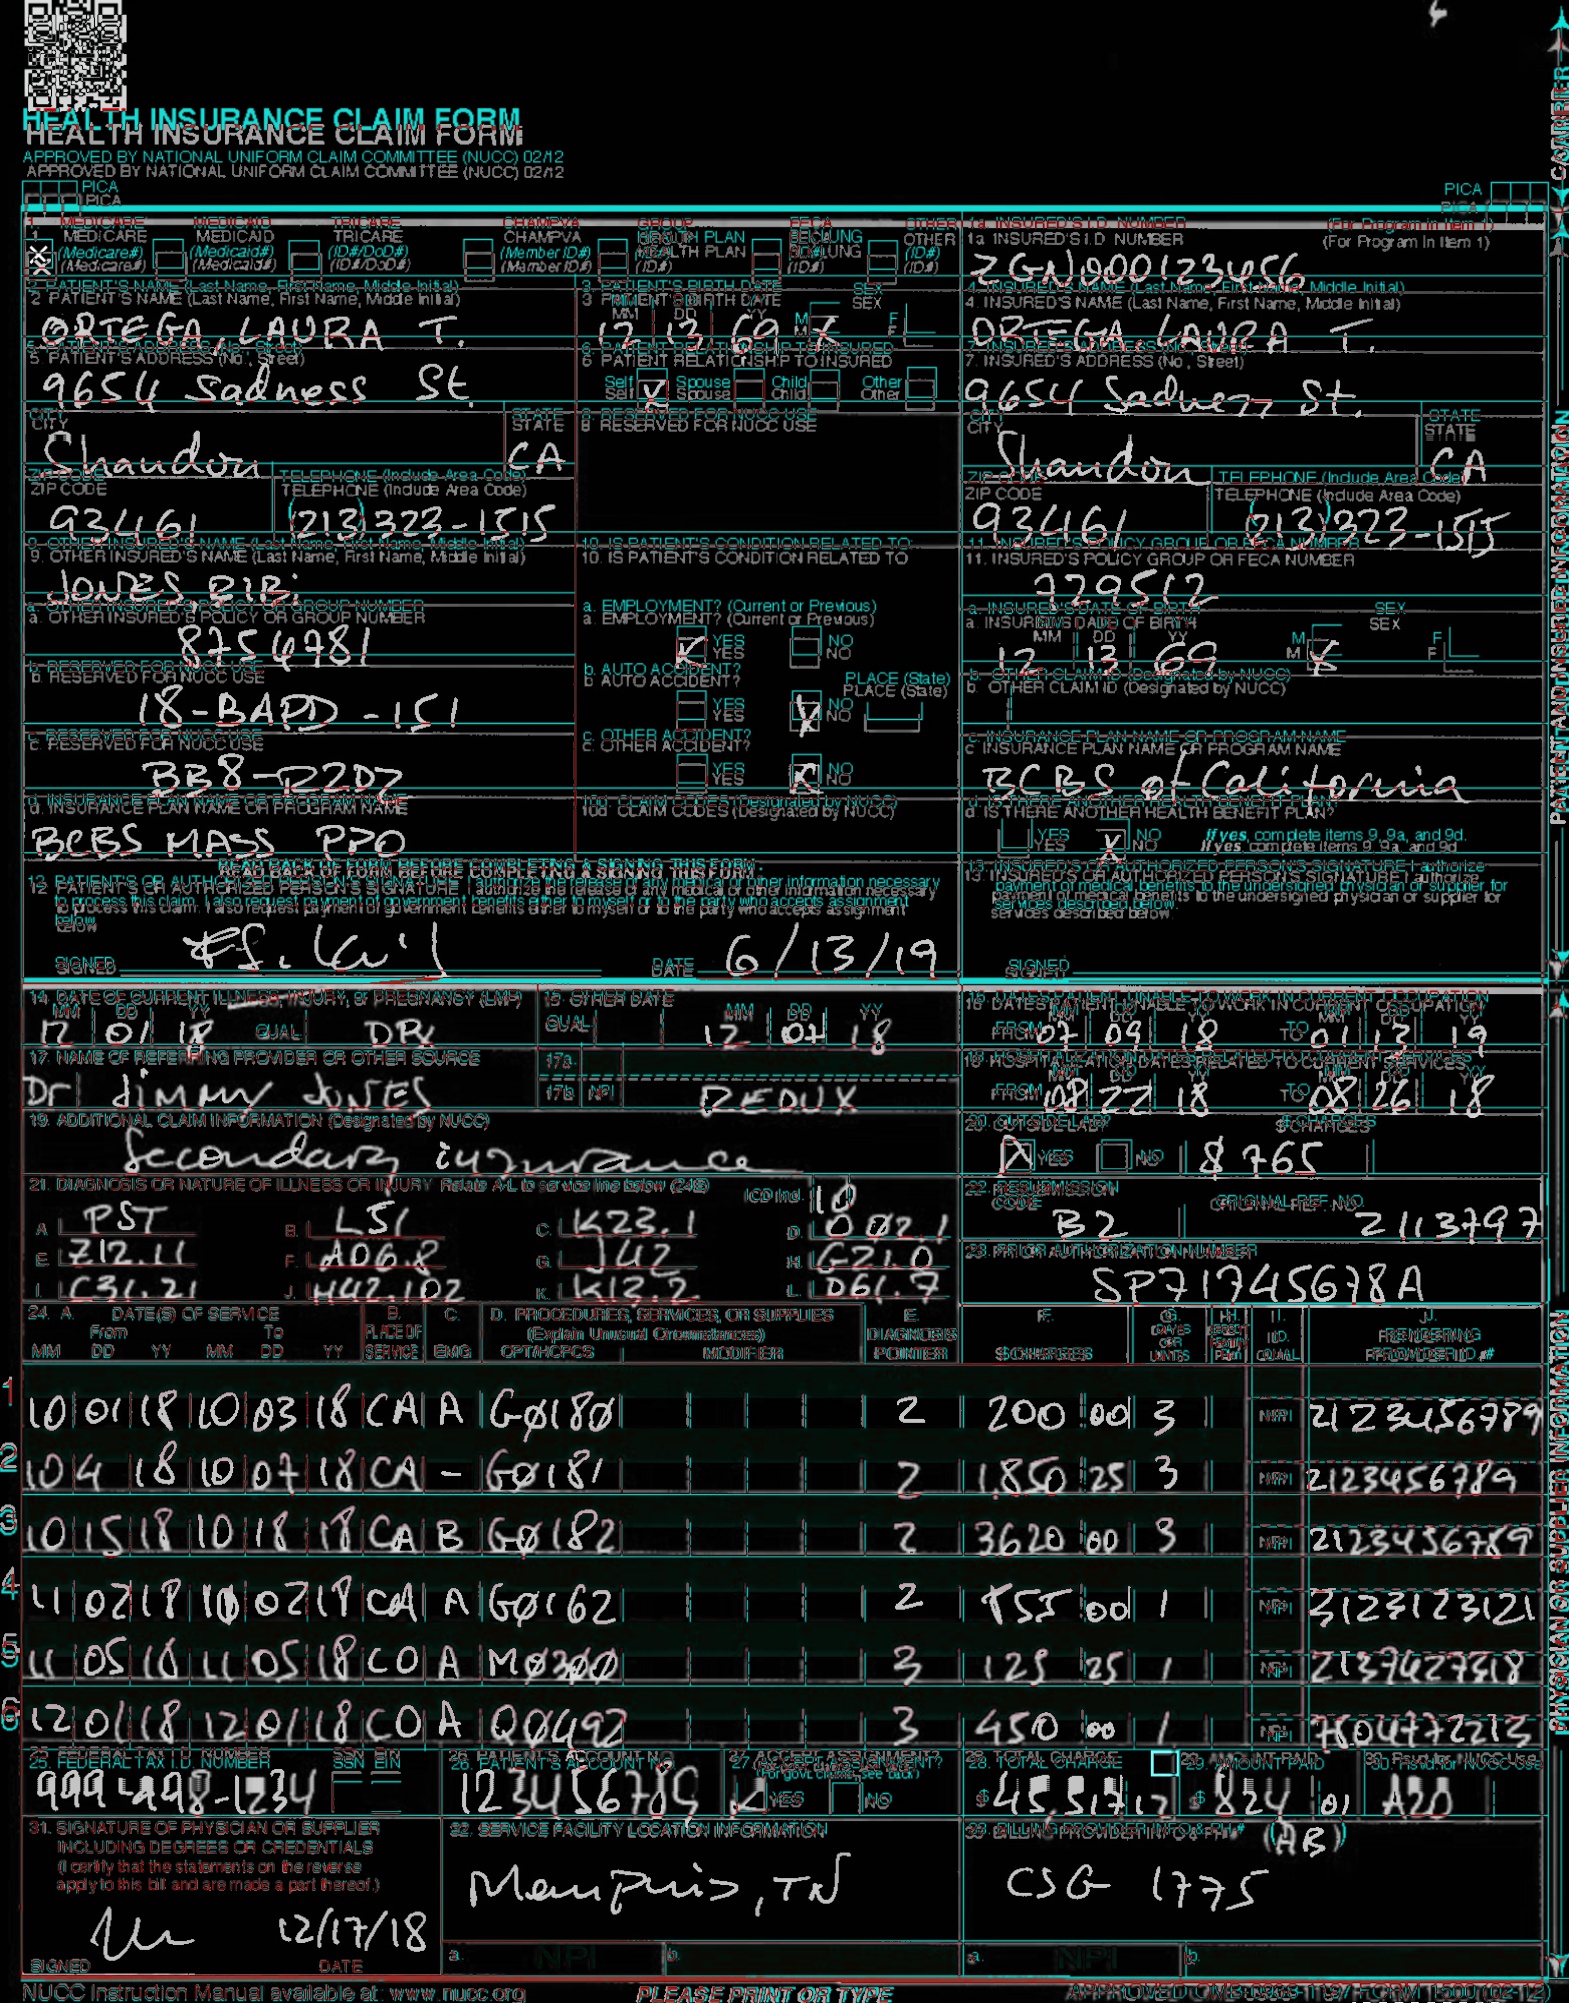 HEALTH INSURANCE CLAIM FORM
APPROVED BY NATIONAL UNIFORM CLAIM COMMITTEE (NUCC) 02/12
PICA
PICA
CARRIER
1. MEDICARE MEDICAID TRICARE CHAMPVA GROUP HEALTH PLAN FECA BLK LUNG OTHER
(Medicare#) (Medicaid#) (ID#/DoD#) (Member ID#) (ID#) (ID#) (ID#)
X
1a. INSURED'S I.D. NUMBER (For Program in Item 1)
ZGN000123456
2. PATIENT'S NAME (Last Name, First Name, Middle Initial)
ORTEGA, LAURA T.
3. PATIENT'S BIRTH DATE SEX
MM DD YY M F
12 13 69 X
4. INSURED'S NAME (Last Name, First Name, Middle Initial)
ORTEGA LAURA T.
5. PATIENT'S ADDRESS (No., Street)
9654 Sadness St.
6. PATIENT RELATIONSHIP TO INSURED
Self X Spouse Child Other
7. INSURED'S ADDRESS (No., Street)
9654 Sadness St.
CITY STATE
Shandon CA
8. RESERVED FOR NUCC USE
CITY STATE
Shandon CA
ZIP CODE TELEPHONE (Include Area Code)
93461 (213)323-1515
ZIP CODE TELEPHONE (Include Area Code)
93461 (213)323-1515
9. OTHER INSURED'S NAME (Last Name, First Name, Middle Initial)
JONES, BIBi
10. IS PATIENT'S CONDITION RELATED TO:
11. INSURED'S POLICY GROUP OR FECA NUMBER
729512
a. OTHER INSURED'S POLICY OR GROUP NUMBER
8754781
a. EMPLOYMENT? (Current or Previous)
X YES NO
a. INSURED'S DATE OF BIRTH SEX
MM DD YY M F
12 13 69 X
b. RESERVED FOR NUCC USE
18-BAPD-151
b. AUTO ACCIDENT? PLACE (State)
YES X NO
b. OTHER CLAIM ID (Designated by NUCC)
c. RESERVED FOR NUCC USE
BB8-R2D2
c. OTHER ACCIDENT?
YES X NO
c. INSURANCE PLAN NAME OR PROGRAM NAME
BCBS of California
d. INSURANCE PLAN NAME OR PROGRAM NAME
BCBS MASS PPO
10d. CLAIM CODES (Designated by NUCC)
d. IS THERE ANOTHER HEALTH BENEFIT PLAN?
YES X NO If yes, complete items 9, 9a, and 9d.
READ BACK OF FORM BEFORE COMPLETING & SIGNING THIS FORM.
12. PATIENT'S OR AUTHORIZED PERSON'S SIGNATURE I authorize the release of any medical or other information necessary
to process this claim. I also request payment of government benefits either to myself or to the party who accepts assignment
below.
SIGNED DATE 6/13/19
13. INSURED'S OR AUTHORIZED PERSON'S SIGNATURE I authorize
payment of medical benefits to the undersigned physician or supplier for
services described below.
SIGNED
PATIENT AND INSURED INFORMATION
14. DATE OF CURRENT ILLNESS, INJURY, or PREGNANCY (LMP)
MM DD YY
12 01 18 QUAL.
15. OTHER DATE
QUAL. MM DD YY
12 07 18
16. DATES PATIENT UNABLE TO WORK IN CURRENT OCCUPATION
MM DD YY MM DD YY
FROM 07 09 18 TO 01 13 19
17. NAME OF REFERRING PROVIDER OR OTHER SOURCE
Dr JIMMY JONES
17a.
17b. NPI REDUX
18. HOSPITALIZATION DATES RELATED TO CURRENT SERVICES
MM DD YY MM DD YY
FROM 08 22 18 TO 08 26 18
19. ADDITIONAL CLAIM INFORMATION (Designated by NUCC)
Secondary insurance
20. OUTSIDE LAB? $ CHARGES
X YES NO $765
21. DIAGNOSIS OR NATURE OF ILLNESS OR INJURY Relate A-L to service line below (24E) ICD Ind. 10
A. PST B. L51 C. K23.1 D. 002.1
E. Z12.11 F. A06.8 G. J42 H. G21.0
I. C31.21 J. H42.102 K. K12.2 L. D61.7
22. RESUBMISSION CODE ORIGINAL REF. NO.
B2 2113797
23. PRIOR AUTHORIZATION NUMBER
SP71745678A
24. A. DATE(S) OF SERVICE B. C. D. PROCEDURES, SERVICES, OR SUPPLIES E. F. G. H. I. J.
From To PLACE OF (Explain Unusual Circumstances) DIAGNOSIS DAYS OR ID. RENDERING
MM DD YY MM DD YY SERVICE EMG CPT/HCPCS MODIFIER POINTER $ CHARGES UNITS QUAL. PROVIDER ID. #
1 10 01 18 10 03 18 CA A G0180 2 200 00 3 NPI 2123456789
2 10 4 18 10 07 18 CA - G0181 2 1,850 25 3 NPI 2123456789
3 10 15 18 10 18 18 CA B G0182 2 3620 00 3 NPI 2123456789
4 11 02 18 10 02 18 CA A G0162 2 855 00 1 NPI 3123123121
5 11 05 18 11 05 18 CO A M0300 3 125 25 1 NPI 2137427318
6 12 01 18 12 01 18 CO A Q0492 3 450 00 1 NPI 7804772213
25. FEDERAL TAX I.D. NUMBER SSN EIN
999-998-1234
26. PATIENT'S ACCOUNT NO.
123456789
27. ACCEPT ASSIGNMENT?
(For govt. claims, see back)
X YES NO
28. TOTAL CHARGE
$ 45,517 12
29. AMOUNT PAID
$ 824 01
30. Rsvd for NUCC Use
A20
31. SIGNATURE OF PHYSICIAN OR SUPPLIER
INCLUDING DEGREES OR CREDENTIALS
(I certify that the statements on the reverse
apply to this bill and are made a part thereof.)
12/17/18
SIGNED DATE
32. SERVICE FACILITY LOCATION INFORMATION
Memphis, TN
a. NPI b.
33. BILLING PROVIDER INFO & PH# (AB)
CSG 1775
a. NPI b.
PHYSICIAN OR SUPPLIER INFORMATION
NUCC Instruction Manual available at: www.nucc.org
PLEASE PRINT OR TYPE
APPROVED OMB-0938-1197 FORM 1500 (02-12)